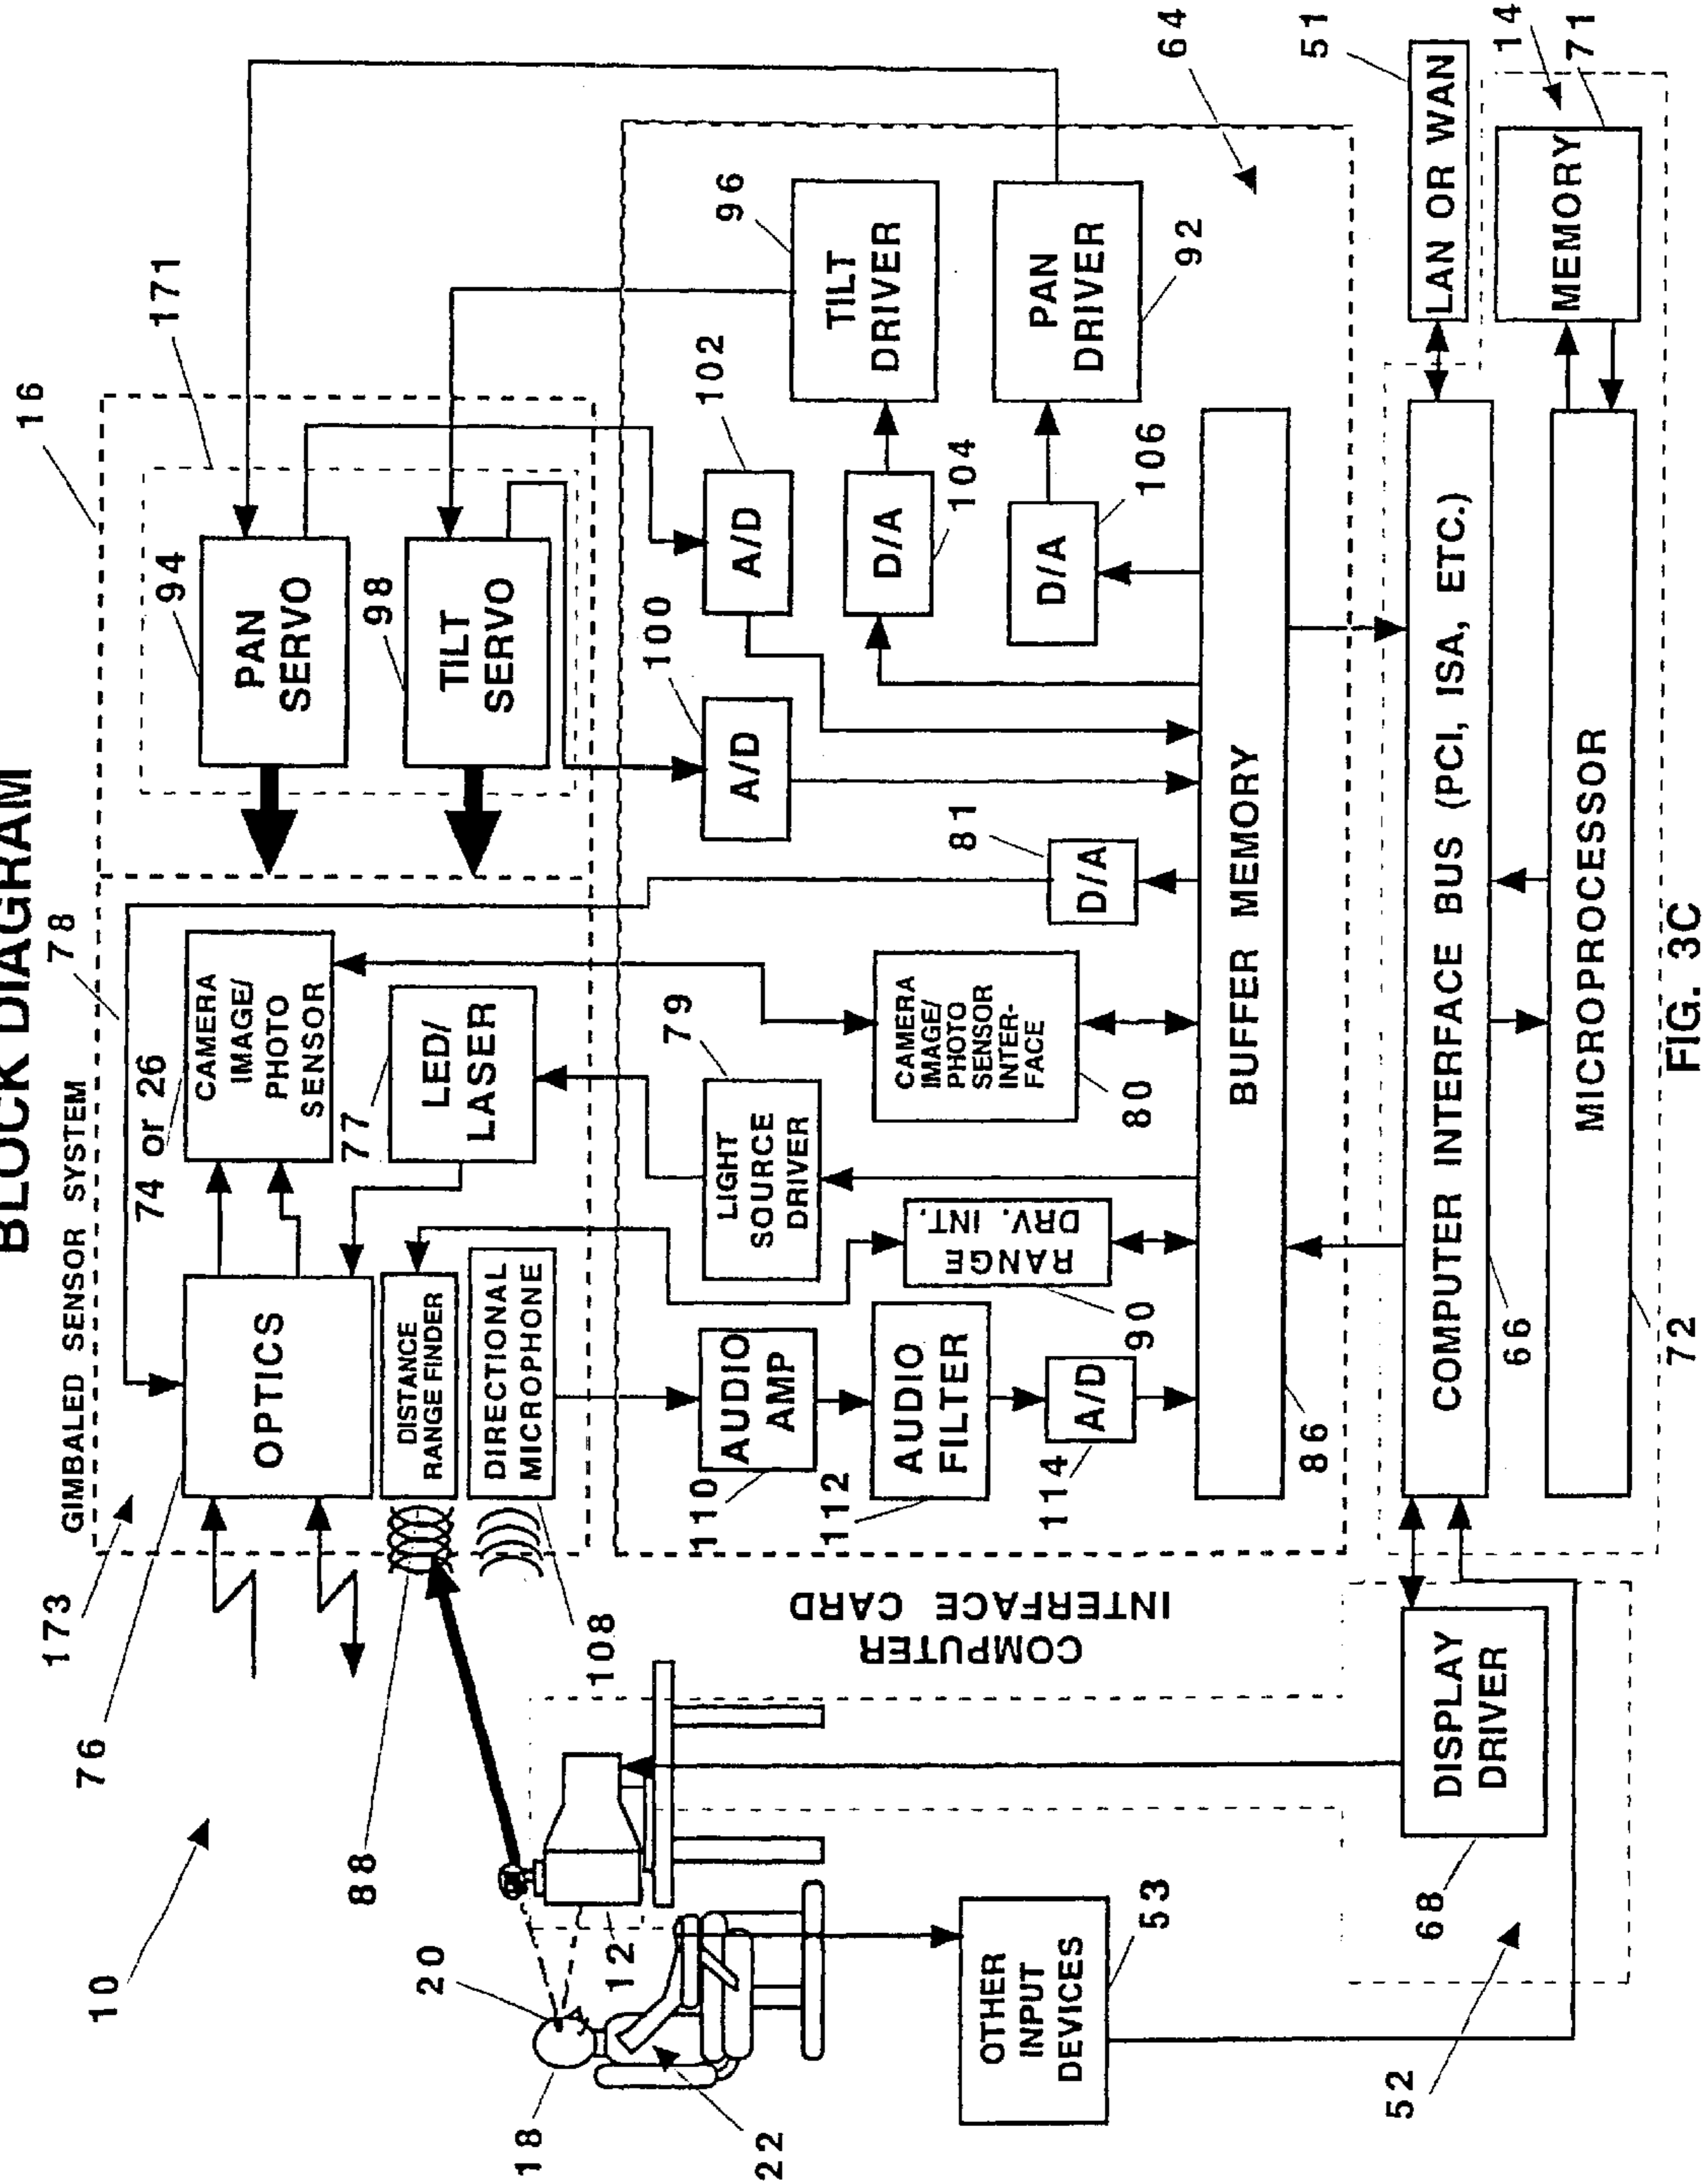 BLOCK DIAGRAM
16
171
78
GIMBALED SENSOR SYSTEM
173
76
10
74 or 26
94
PAN
SERVO
98
TILT
SERVO
CAMERA
IMAGE/
PHOTO
SENSOR
77
LED/
LASER
OPTICS
DISTANCE
RANGE FINDER
DIRECTIONAL
MICROPHONE
88
108
20
18
22
12
110
AUDIO
AMP
112
AUDIO
FILTER
114
A/D
79
LIGHT
SOURCE
DRIVER
RANGE
DRV. INT.
90
CAMERA
IMAGE/
PHOTO
SENSOR
INTER-
FACE
80
81
D/A
100
A/D
102
A/D
D/A
104
D/A
106
96
TILT
DRIVER
PAN
DRIVER
92
64
COMPUTER
INTERFACE CARD
BUFFER MEMORY
86
OTHER
INPUT
DEVICES
53
52
DISPLAY
DRIVER
68
COMPUTER INTERFACE BUS (PCI, ISA, ETC.)
66
LAN OR WAN
51
14
MEMORY
71
MICROPROCESSOR
72
FIG. 3C